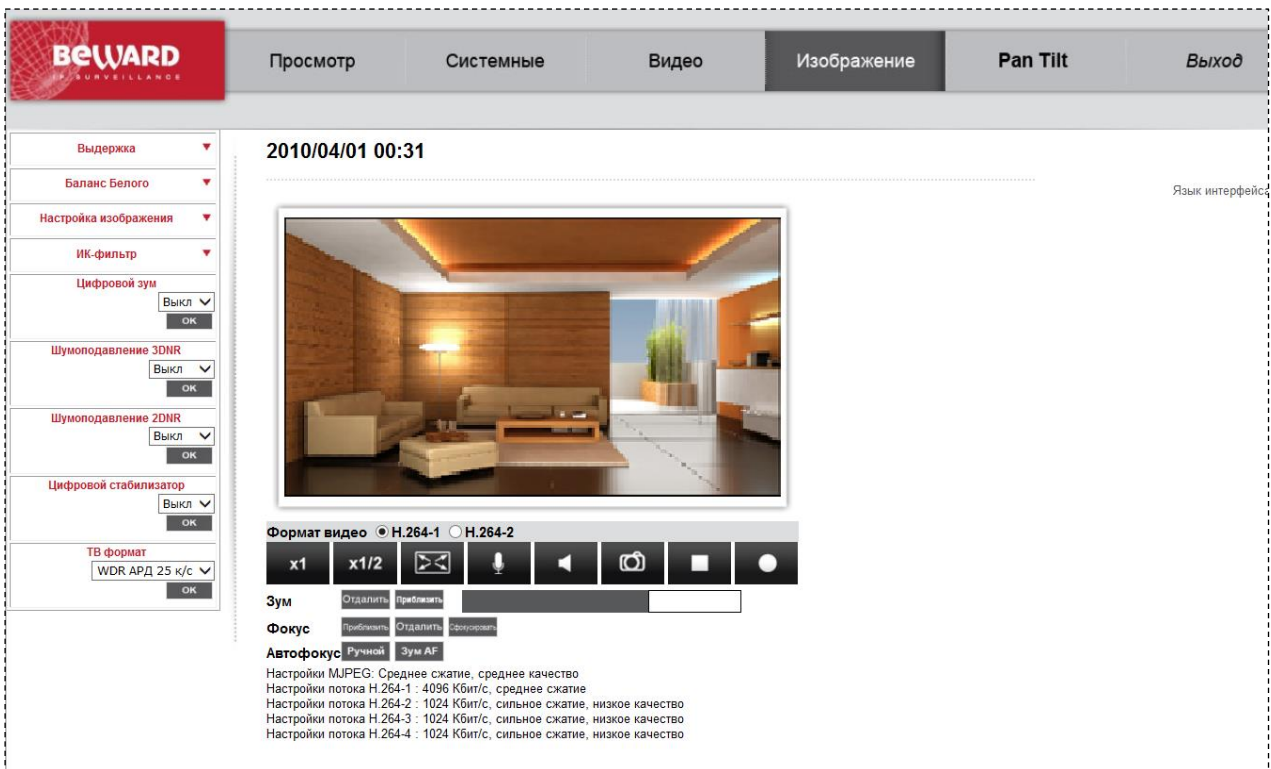 BEWARD
IP SURVEILLANCE
Просмотр
Системные
Видео
Изображение
Pan Tilt
Выход
Выдержка
Баланс Белого
Настройка изображения
ИК-фильтр
Цифровой зум
Выкл
ОК
Шумоподавление 3DNR
Выкл
ОК
Шумоподавление 2DNR
Выкл
ОК
Цифровой стабилизатор
Выкл
ОК
ТВ формат
WDR АРД 25 к/с
ОК
2010/04/01 00:31
Язык интерфейса
Формат видео H.264-1 H.264-2
x1 x1/2
Зум Отдалить Приблизить
Фокус Приблизить Отдалить Сфокусировать
Автофокус Ручной Зум AF
Настройки MJPEG: Среднее сжатие, среднее качество
Настройки потока H.264-1 : 4096 Кбит/с, среднее сжатие
Настройки потока H.264-2 : 1024 Кбит/с, сильное сжатие, низкое качество
Настройки потока H.264-3 : 1024 Кбит/с, сильное сжатие, низкое качество
Настройки потока H.264-4 : 1024 Кбит/с, сильное сжатие, низкое качество